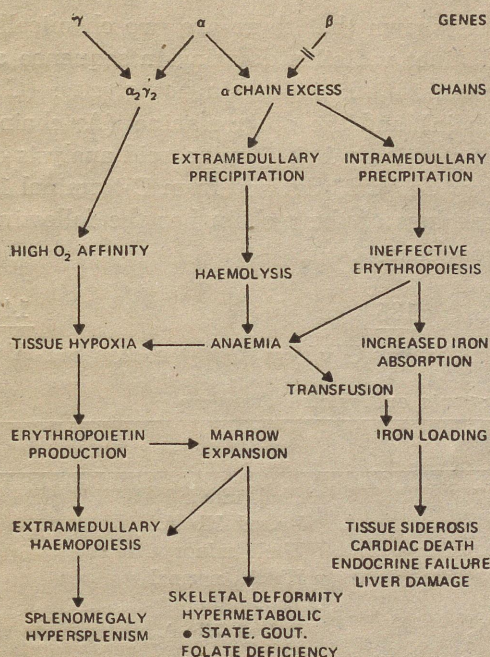 γ α β GENES
α₂γ₂ α CHAIN EXCESS CHAINS
EXTRAMEDULLARY
PRECIPITATION
INTRAMEDULLARY
PRECIPITATION
HIGH O₂ AFFINITY
HAEMOLYSIS
INEFFECTIVE
ERYTHROPOIESIS
TISSUE HYPOXIA
ANAEMIA
INCREASED IRON
ABSORPTION
TRANSFUSION
ERYTHROPOIETIN
PRODUCTION
MARROW
EXPANSION
IRON LOADING
EXTRAMEDULLARY
HAEMOPOIESIS
TISSUE SIDEROSIS
CARDIAC DEATH
ENDOCRINE FAILURE
LIVER DAMAGE
SPLENOMEGALY
HYPERSPLENISM
SKELETAL DEFORMITY
HYPERMETABOLIC
• STATE. GOUT.
FOLATE DEFICIENCY